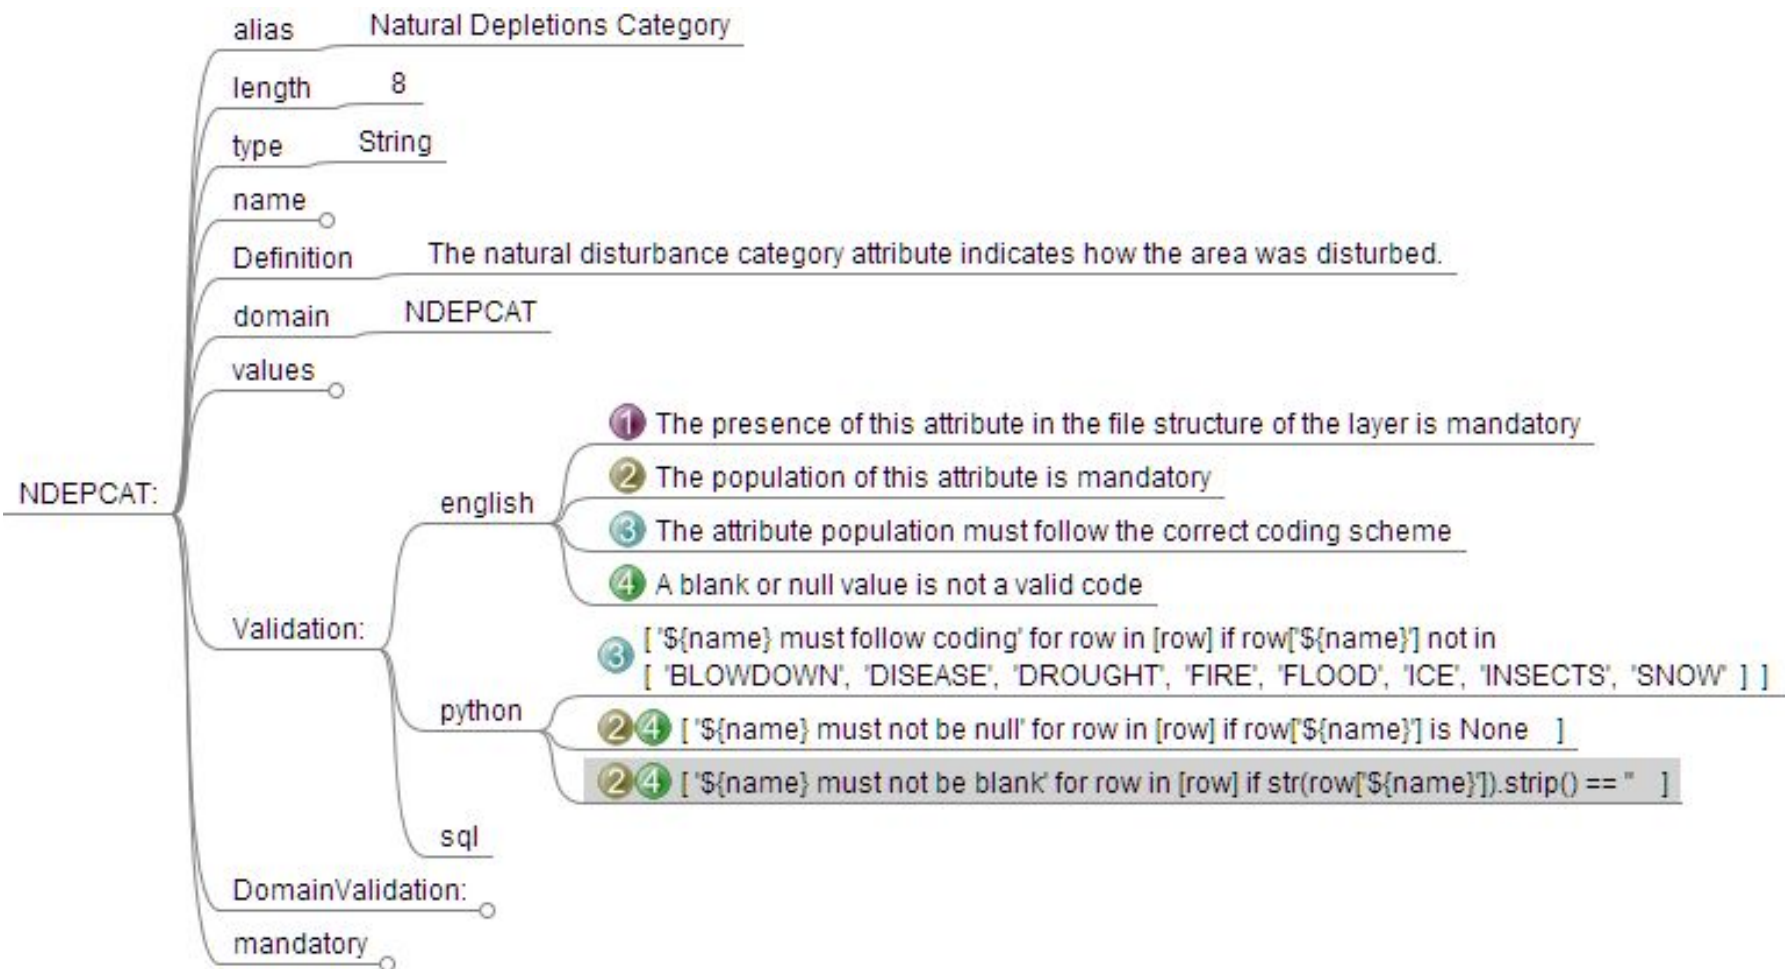 alias Natural Depletions Category
length 8
type String
name
Definition The natural disturbance category attribute indicates how the area was disturbed.
domain NDEPCAT
values
NDEPCAT:
Validation:
english
1 The presence of this attribute in the file structure of the layer is mandatory
2 The population of this attribute is mandatory
3 The attribute population must follow the correct coding scheme
4 A blank or null value is not a valid code
python
3 [ '${name} must follow coding' for row in [row] if row['${name}'] not in
[ 'BLOWDOWN', 'DISEASE', 'DROUGHT', 'FIRE', 'FLOOD', 'ICE', 'INSECTS', 'SNOW' ] ]
2 4 [ '${name} must not be null' for row in [row] if row['${name}'] is None ]
2 4 [ '${name} must not be blank' for row in [row] if str(row['${name}']).strip() == '' ]
sql
DomainValidation:
mandatory